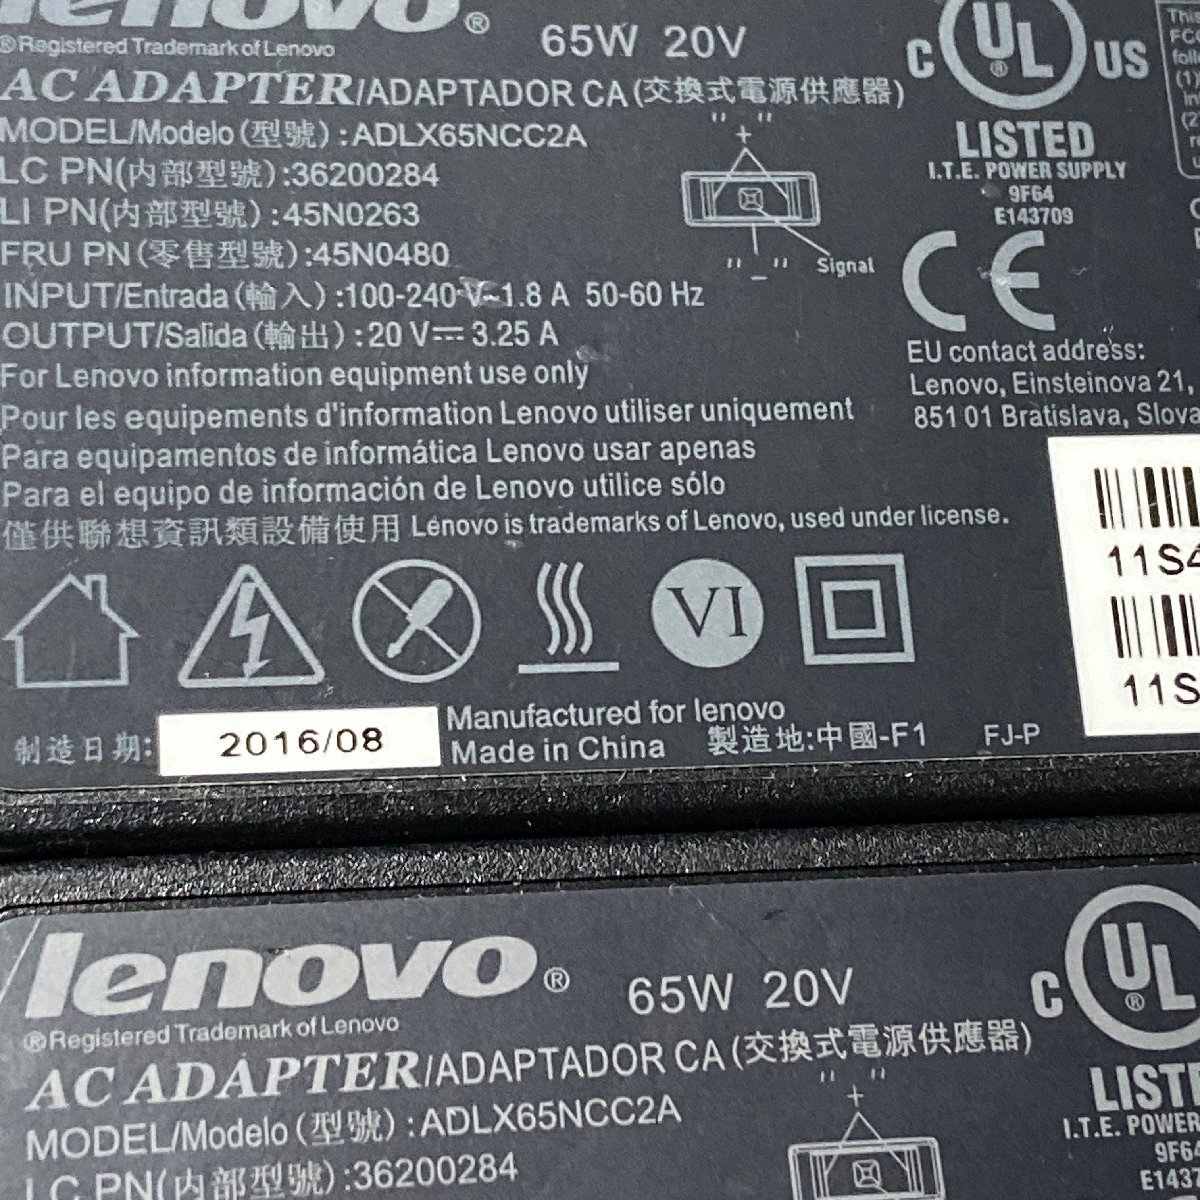 lenovo®
®Registered Trademark of Lenovo
65W 20V
AC ADAPTER/ADAPTADOR CA(交換式電源供應器)
MODEL/Modelo(型號):ADLX65NCC2A
LC PN(内部型號):36200284
LI PN(内部型號):45N0263
FRU PN(零售型號):45N0480
INPUT/Entrada(輸入):100-240 V~1.8 A 50-60 Hz
OUTPUT/Salida(輸出):20 V⎓ 3.25 A
For Lenovo information equipment use only
Pour les equipements d'information Lenovo utiliser uniquement
Para equipamentos de informática Lenovo usar apenas
Para el equipo de información de Lenovo utilice sólo
僅供聯想資訊類設備使用 Lenovo is trademarks of Lenovo, used under license.
"+"
"-"
Signal
C UL® US
LISTED
I.T.E. POWER SUPPLY
9F64
E143709
CE
EU contact address:
Lenovo, Einsteinova 21,
851 01 Bratislava, Slova
11S4
11S
VI
制造日期:
2016/08
Manufactured for lenovo
Made in China 製造地:中國-F1 FJ-P
lenovo®
®Registered Trademark of Lenovo
65W 20V
AC ADAPTER/ADAPTADOR CA(交換式電源供應器)
MODEL/Modelo(型號):ADLX65NCC2A
LC PN(内部型號):36200284
"+"
C UL®
LISTE
I.T.E. POWER
9F64
E1437